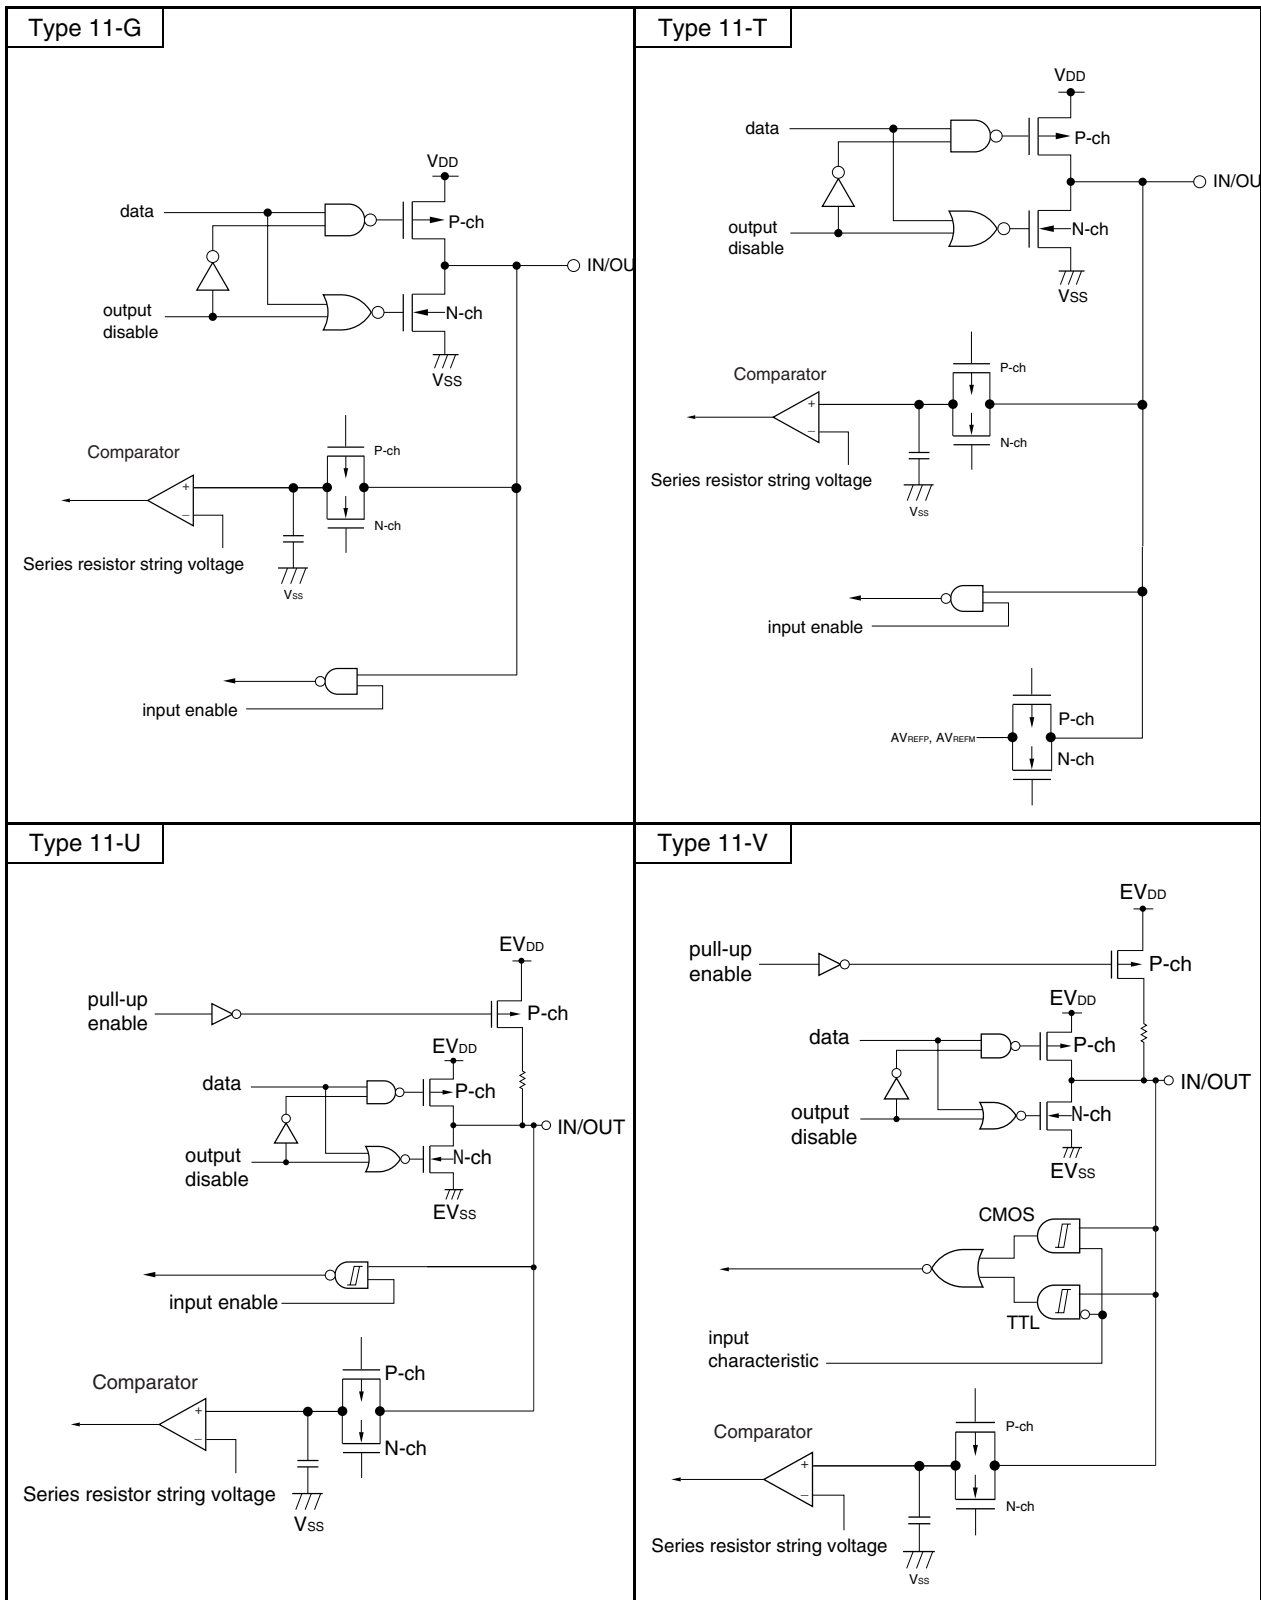 Type 11-G
VDD
data
P-ch
IN/OU
output
disable
N-ch
VSS
Comparator
P-ch
+
−
N-ch
Series resistor string voltage
VSS
input enable
Type 11-T
VDD
data
P-ch
IN/OU
output
disable
N-ch
VSS
Comparator
P-ch
+
−
N-ch
Series resistor string voltage
VSS
input enable
P-ch
AVREFP, AVREFM
N-ch
Type 11-U
EVDD
pull-up
enable
P-ch
EVDD
data
P-ch
IN/OUT
output
disable
N-ch
EVSS
input enable
P-ch
Comparator
+
−
N-ch
Series resistor string voltage
VSS
Type 11-V
EVDD
pull-up
enable
P-ch
EVDD
data
P-ch
IN/OUT
output
disable
N-ch
EVSS
CMOS
TTL
input
characteristic
P-ch
Comparator
+
−
N-ch
Series resistor string voltage
VSS